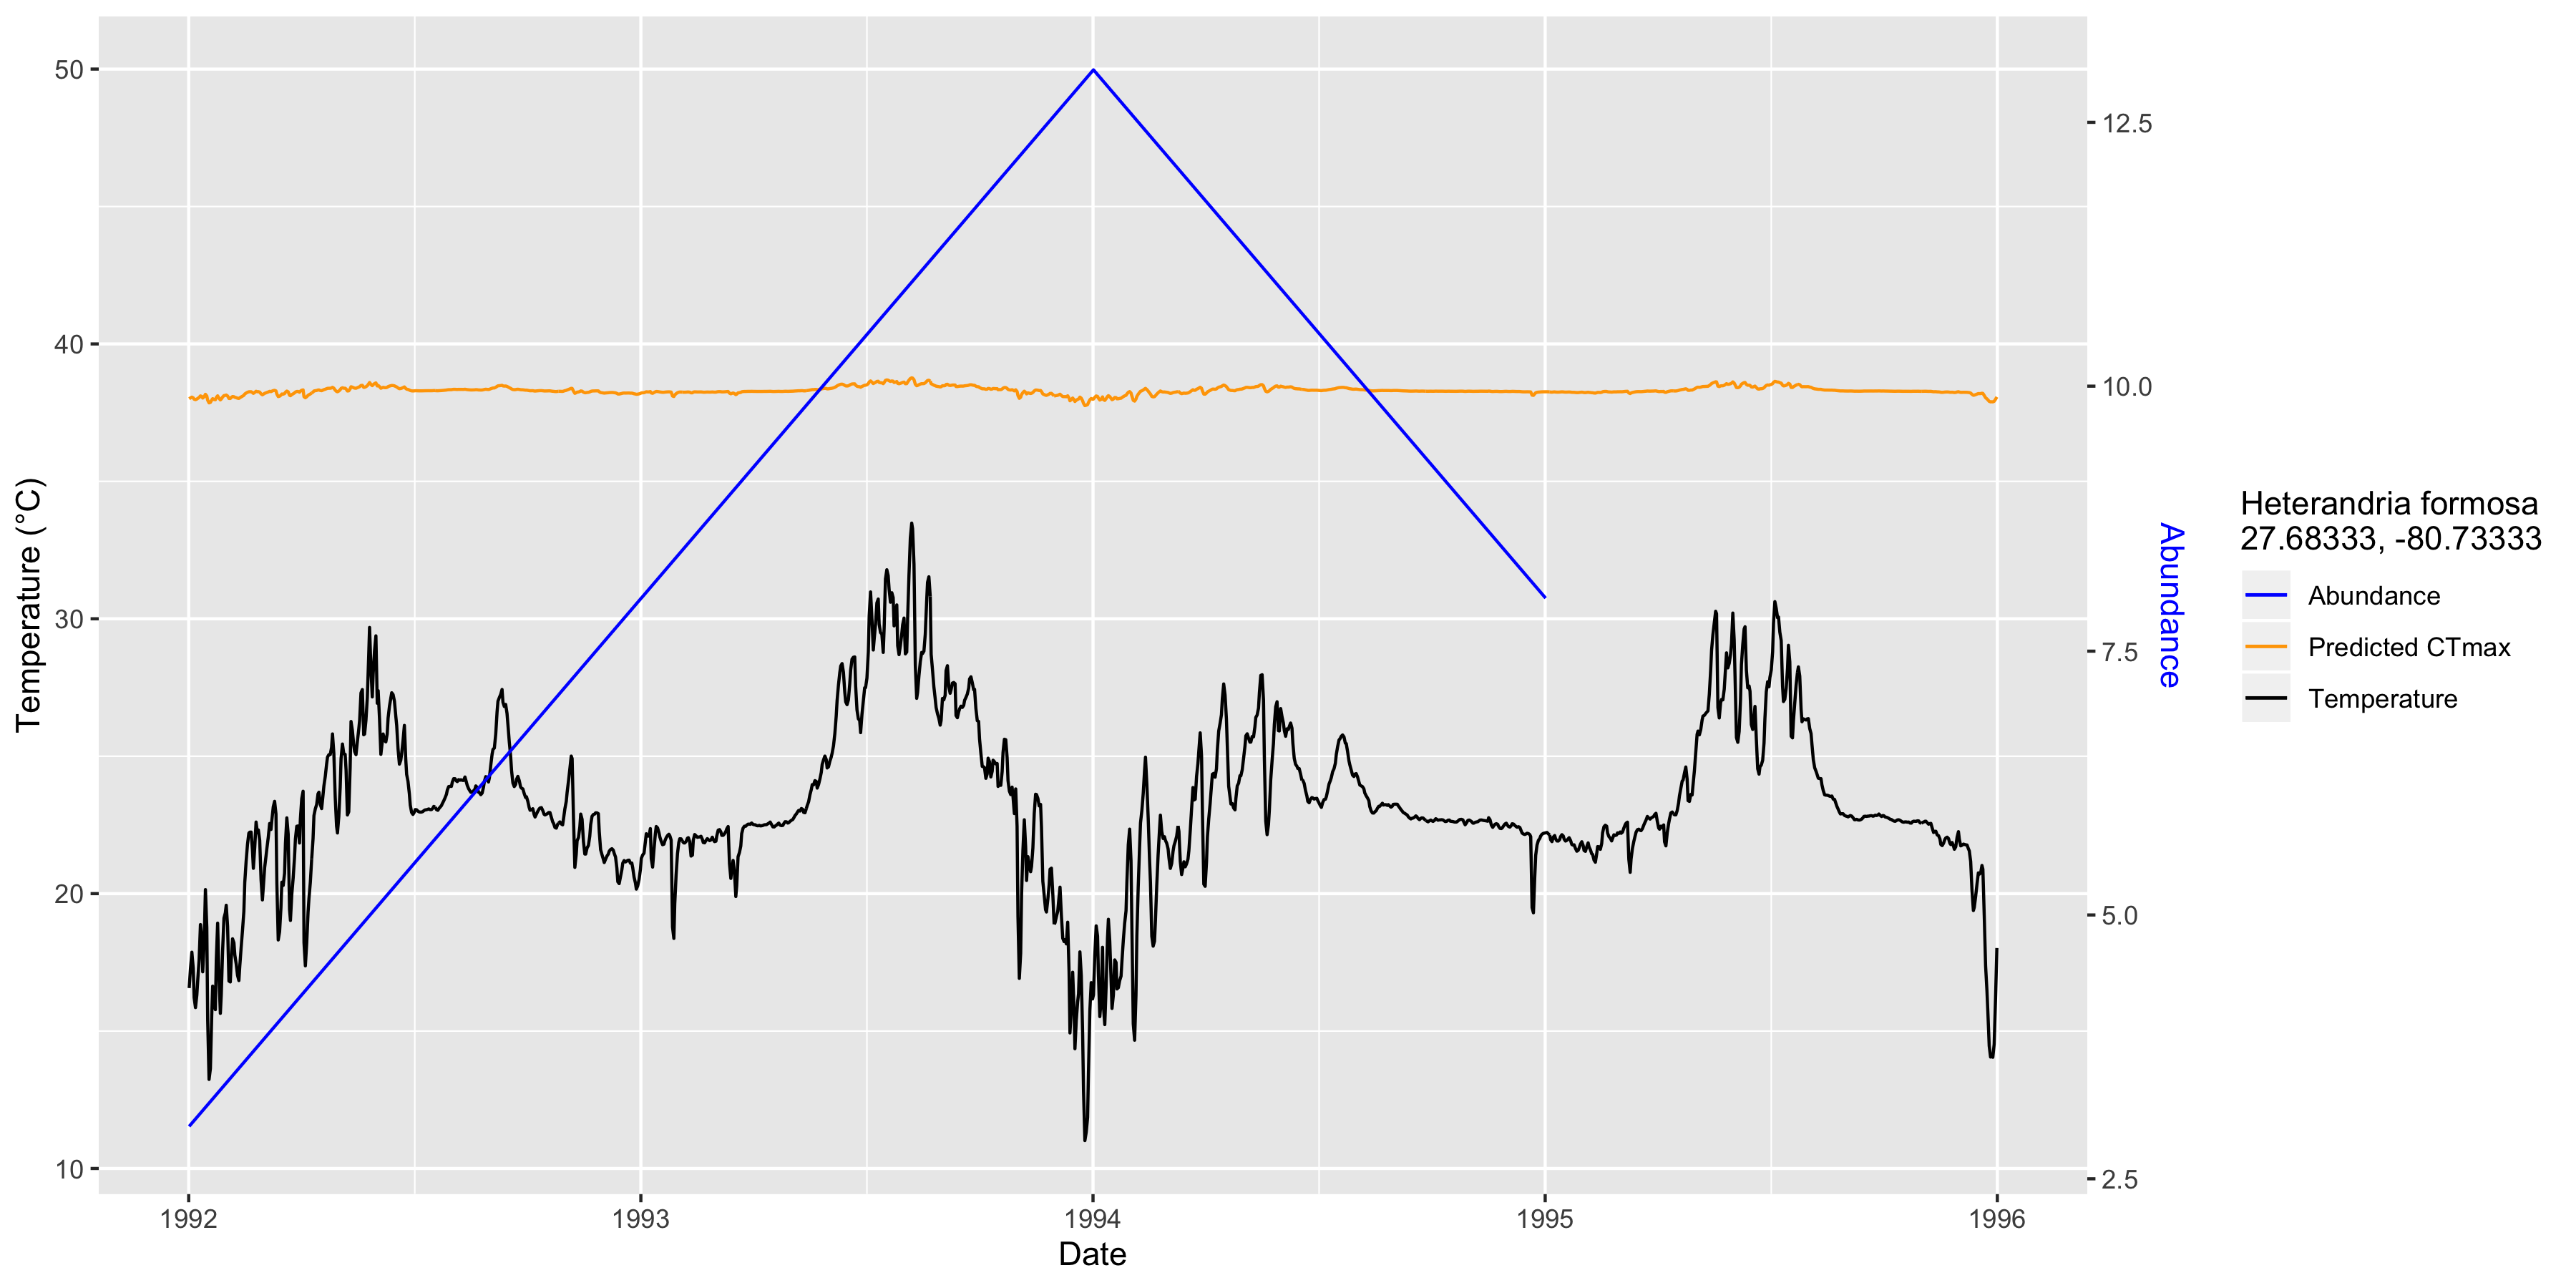 50
40
30
20
10
Temperature (°C)
12.5
10.0
7.5
5.0
2.5
Abundance
1992
1993
1994
1995
1996
Date
Heterandria formosa
27.68333, -80.73333
Abundance
Predicted CTmax
Temperature